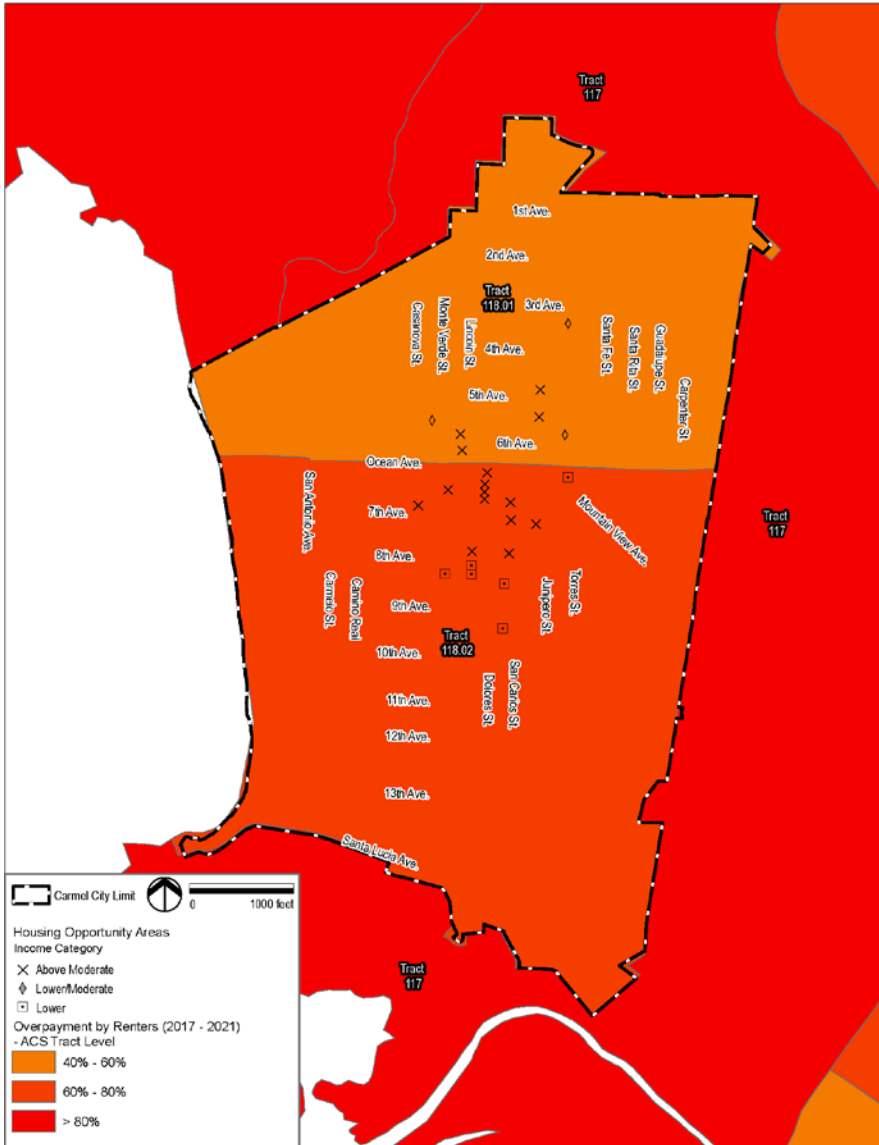 Tract
117
1st Ave.
2nd Ave.
Tract
118.01
3rd Ave.
Casanova St.
Monte Verde St.
Lincoln St.
4th Ave.
Santa Fe St.
Santa Rita St.
Guadalupe St.
Carpenter St.
5th Ave.
6th Ave.
Ocean Ave.
San Antonio Ave.
7th Ave.
Mountain View Ave.
Tract
117
8th Ave.
Carmelo St.
Camino Real
9th Ave.
Junipero St.
Torres St.
Tract
118.02
10th Ave.
Dolores St.
San Carlos St.
11th Ave.
12th Ave.
13th Ave.
Santa Lucia Ave.
Tract
117
Carmel City Limit
0 1000 feet
Housing Opportunity Areas
Income Category
Above Moderate
Lower/Moderate
Lower
Overpayment by Renters (2017 - 2021)
- ACS Tract Level
40% - 60%
60% - 80%
> 80%